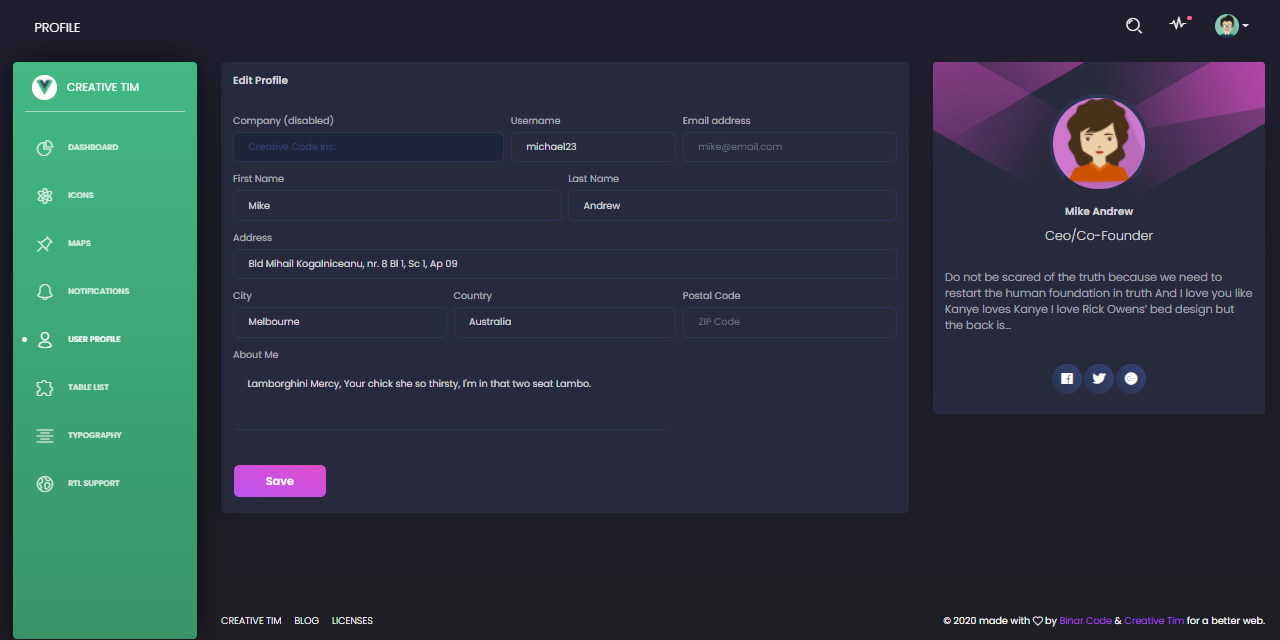 PROFILE
CREATIVE TIM
DASHBOARD
ICONS
MAPS
NOTIFICATIONS
USER PROFILE
TABLE LIST
TYPOGRAPHY
RTL SUPPORT
Edit Profile
Company (disabled)
Username
Email address
Creative Code Inc.
michael23
mike@email.com
First Name
Last Name
Mike
Andrew
Address
Bld Mihail Kogalniceanu, nr. 8 Bl 1, Sc 1, Ap 09
City
Country
Postal Code
Melbourne
Australia
ZIP Code
About Me
Lamborghini Mercy, Your chick she so thirsty, I'm in that two seat Lambo.
Save
Mike Andrew
Ceo/Co-Founder
Do not be scared of the truth because we need to
restart the human foundation in truth And I love you like
Kanye loves Kanye I love Rick Owens’ bed design but
the back is...
CREATIVE TIM BLOG LICENSES
© 2020 made with ♡ by Binar Code & Creative Tim for a better web.